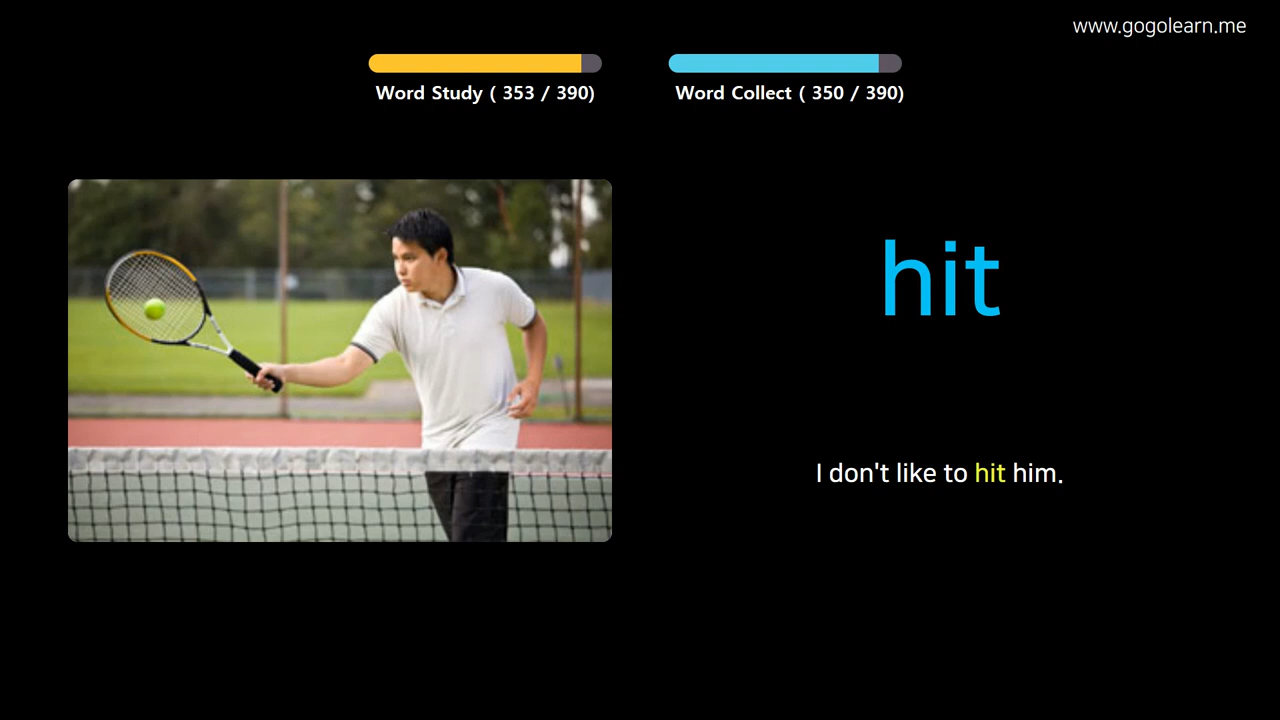 www.gogolearn.me
Word Study ( 353 / 390)
Word Collect ( 350 / 390)
hit
I don't like to hit him.